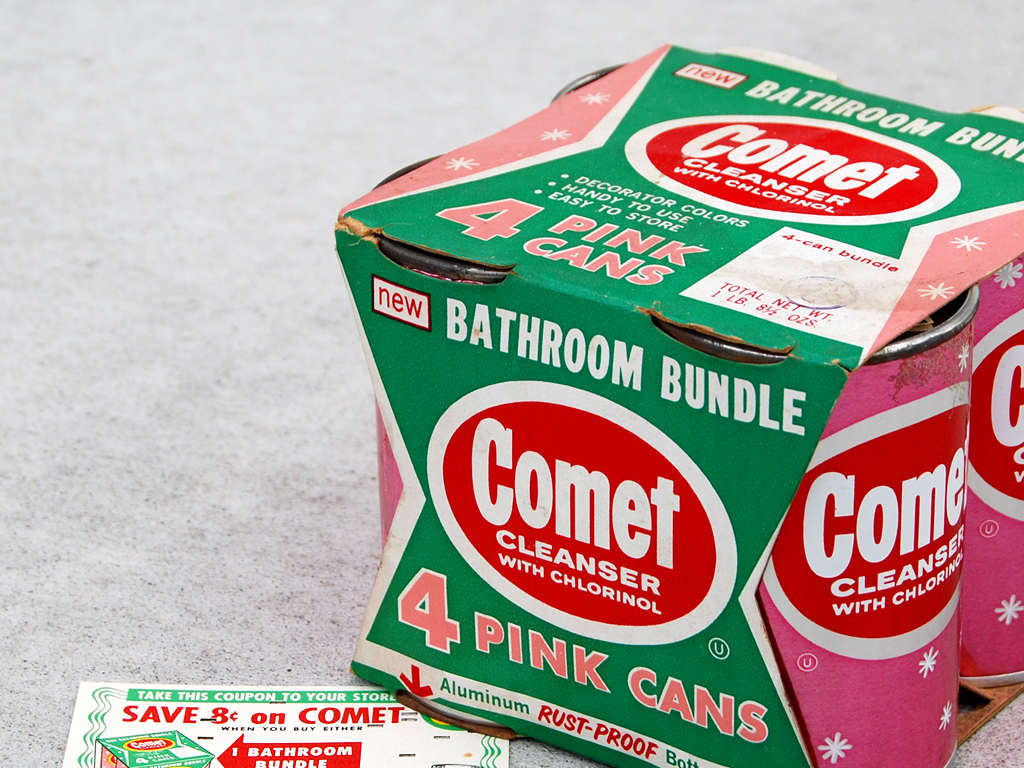 new
BATHROOM
Comet
CLEANSER
WITH CHLORINOL
• DECORATOR COLORS
• HANDY TO USE
• EASY TO STORE
4 PINK
CANS
4-can bundle
TOTAL NET WT.
1 LB. 8½ OZS.
new
BATHROOM BUNDLE
Comet
CLEANSER
WITH CHLORINOL
4 PINK CANS
U
Aluminum RUST-PROOF
Comet
CLEANSER
WITH CHLORINOL
U
U
TAKE THIS COUPON TO YOUR STORE
SAVE 8¢ on COMET
WHEN YOU BUY EITHER
1 BATHROOM
BUNDLE
Comet
4